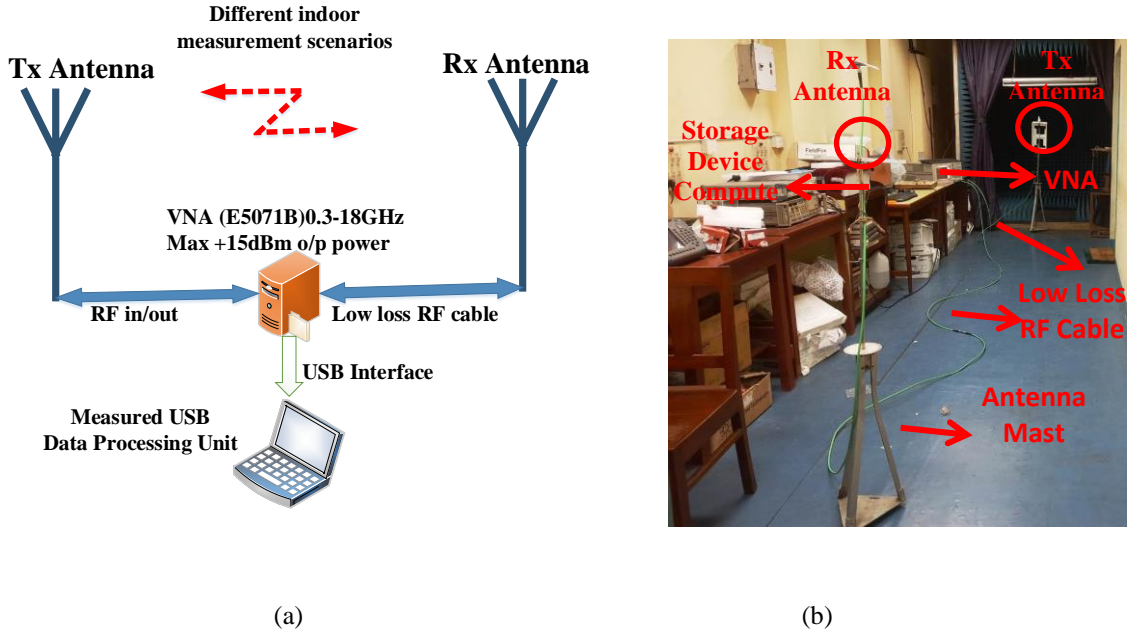 Different indoor
measurement scenarios
Tx Antenna
Rx Antenna
VNA (E5071B)0.3-18GHz
Max +15dBm o/p power
RF in/out
Low loss RF cable
USB Interface
Measured USB
Data Processing Unit
(a)
Rx
Antenna
Tx
Antenna
Storage
Device
Compute
FieldFox
VNA
Low Loss
RF Cable
Antenna
Mast
(b)